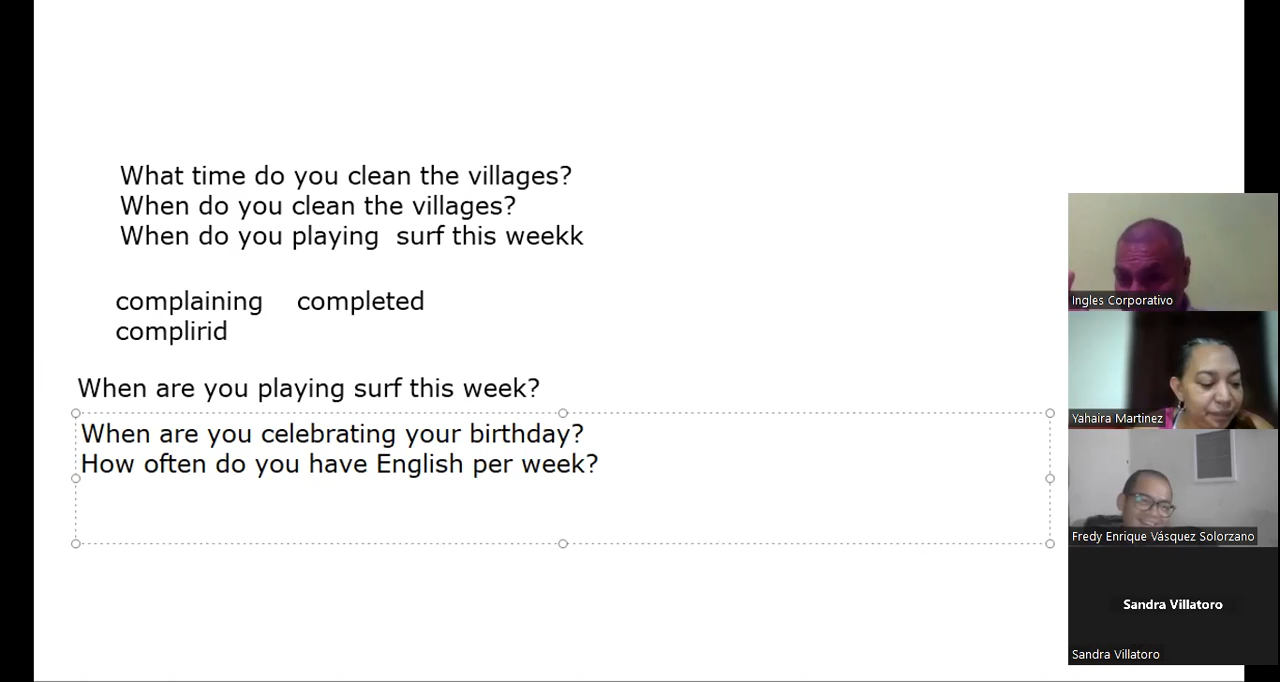 What time do you clean the villages?
When do you clean the villages?
When do you playing surf this weekk
complaining completed
complirid
When are you playing surf this week?
When are you celebrating your birthday?
How often do you have English per week?
Ingles Corporativo
Yahaira Martinez
Fredy Enrique Vásquez Solorzano
Sandra Villatoro
Sandra Villatoro